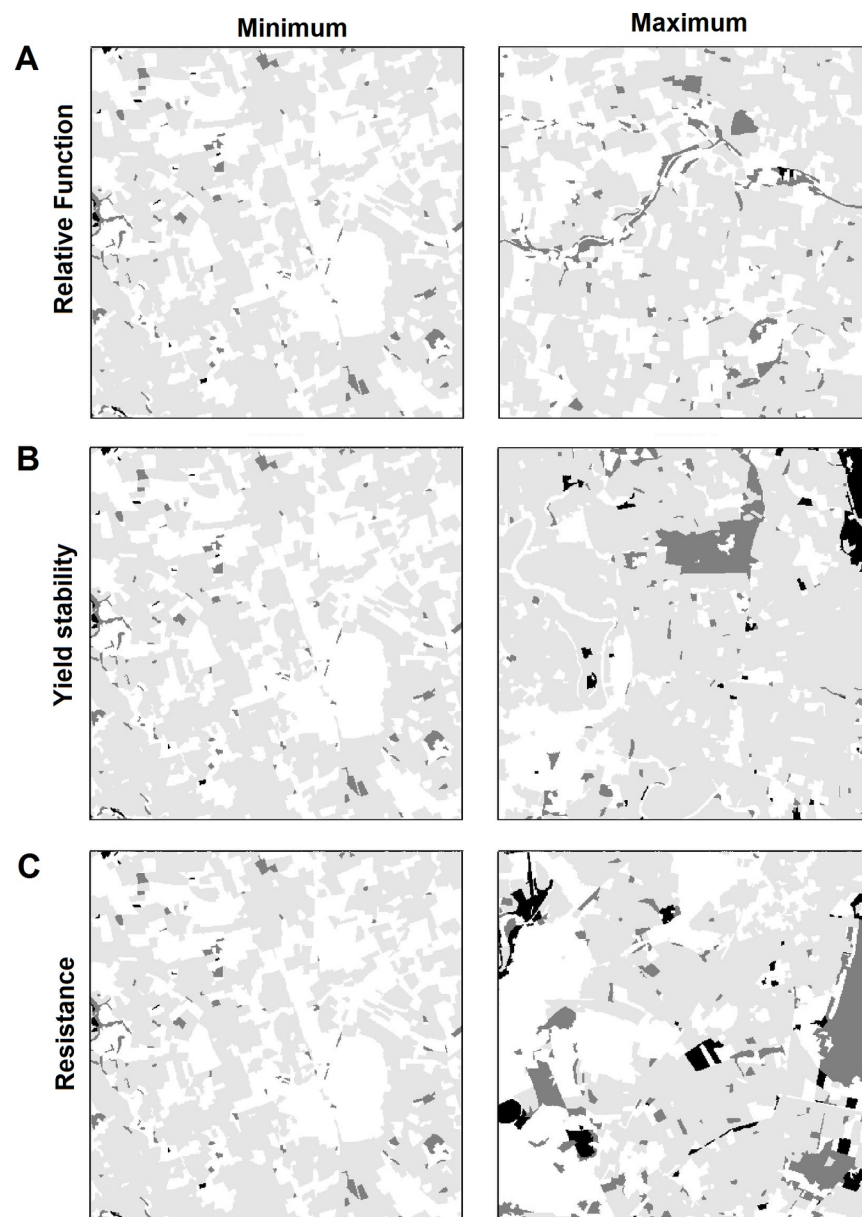 Minimum
Maximum
A
Relative Function
B
Yield stability
C
Resistance